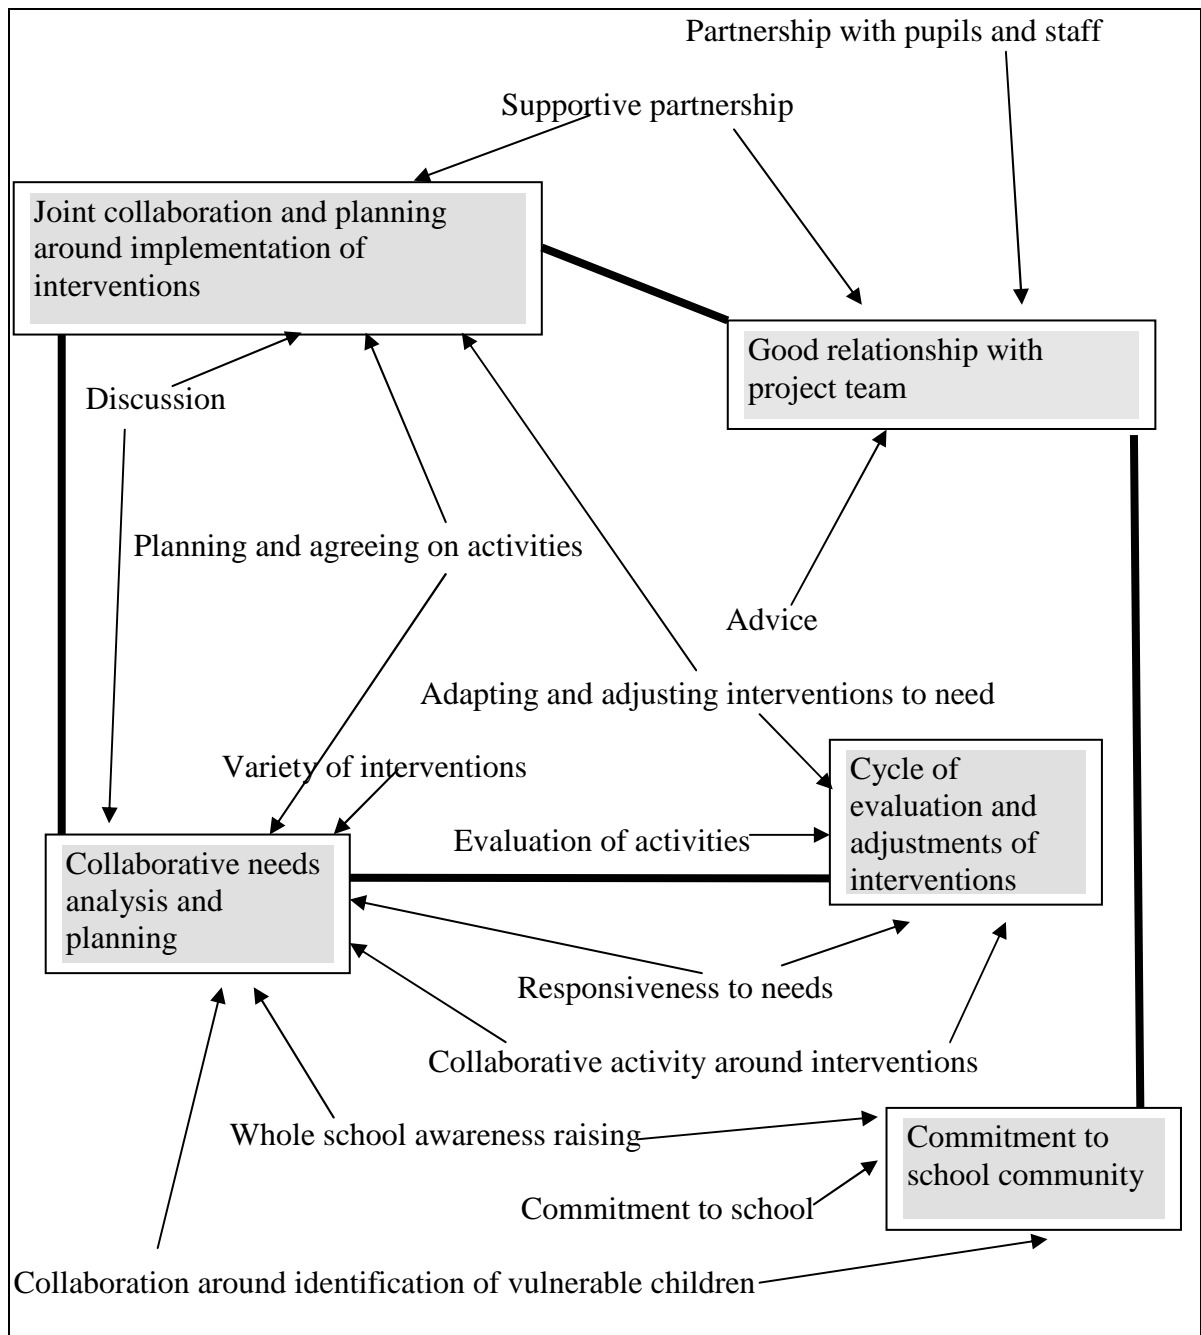 Partnership with pupils and staff
Supportive partnership
Joint collaboration and planning
around implementation of
interventions
Good relationship with
project team
Discussion
Planning and agreeing on activities
Advice
Adapting and adjusting interventions to need
Variety of interventions
Cycle of
evaluation and
adjustments of
interventions
Evaluation of activities
Collaborative needs
analysis and
planning
Responsiveness to needs
Collaborative activity around interventions
Whole school awareness raising
Commitment to
school community
Commitment to school
Collaboration around identification of vulnerable children